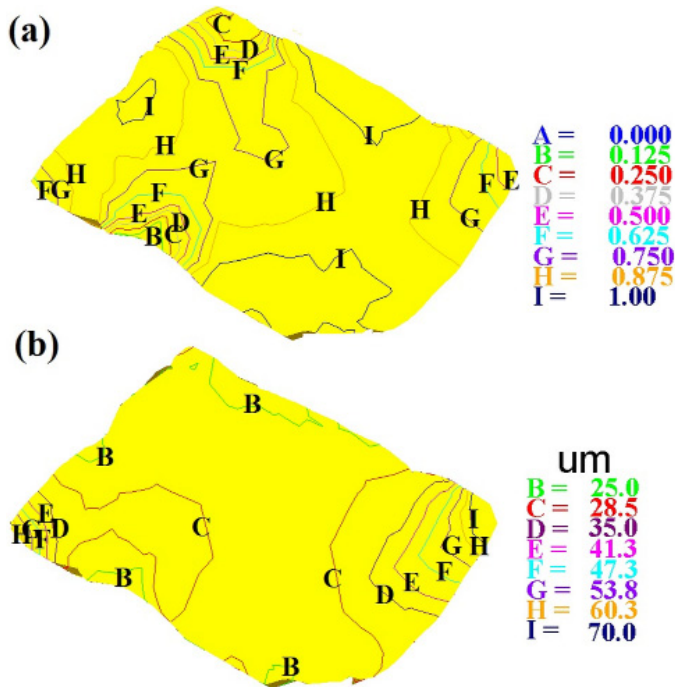 (a)
C
E D
F
I
I
H
G
G
H
F G
F
E
D
B C
H
H
F E
G
I
A = 0.000
B = 0.125
C = 0.250
D = 0.375
E = 0.500
F = 0.625
G = 0.750
H = 0.875
I = 1.00
(b)
B
B
E
H G F D
C
B
C
D E F
G
I
H
B
um
B = 25.0
C = 28.5
D = 35.0
E = 41.3
F = 47.3
G = 53.8
H = 60.3
I = 70.0